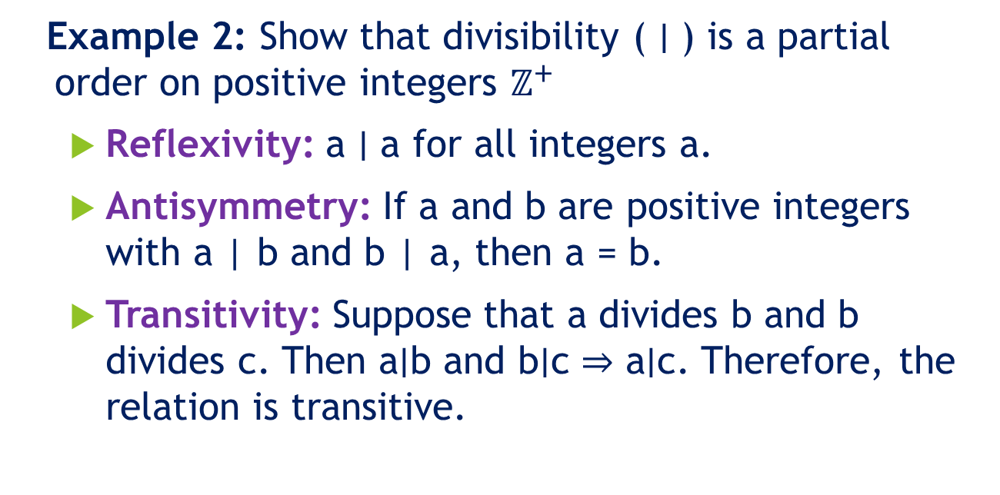 Example 2: Show that divisibility ( ∣ ) is a partial
order on positive integers ℤ⁺
▶ Reflexivity: a ∣ a for all integers a.
▶ Antisymmetry: If a and b are positive integers
with a | b and b | a, then a = b.
▶ Transitivity: Suppose that a divides b and b
divides c. Then a∣b and b∣c ⇒ a∣c. Therefore, the
relation is transitive.